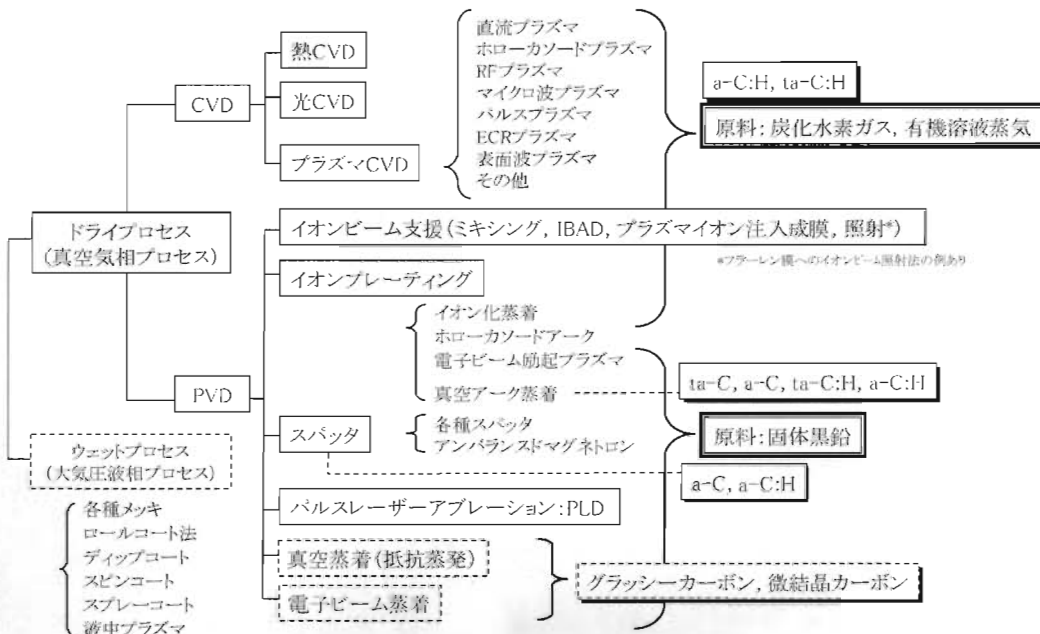 熱CVD
光CVD
プラズマCVD
CVD
直流プラズマ
ホローカソードプラズマ
RFプラズマ
マイクロ波プラズマ
パルスプラズマ
ECRプラズマ
表面波プラズマ
その他
a-C:H, ta-C:H
原料：炭化水素ガス, 有機溶液蒸気
ドライプロセス
(真空気相プロセス)
イオンビーム支援(ミキシング, IBAD, プラズマイオン注入成膜, 照射*)
*フラーレン膜へのイオンビーム照射法の例あり
イオンプレーティング
イオン化蒸着
ホローカソードアーク
電子ビーム励起プラズマ
真空アーク蒸着
ta-C, a-C, ta-C:H, a-C:H
PVD
スパッタ
各種スパッタ
アンバランスドマグネトロン
原料：固体黒鉛
a-C, a-C:H
ウェットプロセス
(大気圧液相プロセス)
各種メッキ
ロールコート法
ディップコート
スピンコート
スプレーコート
液中プラズマ
パルスレーザーアブレーション：PLD
真空蒸着(抵抗蒸発)
電子ビーム蒸着
グラッシーカーボン, 微結晶カーボン